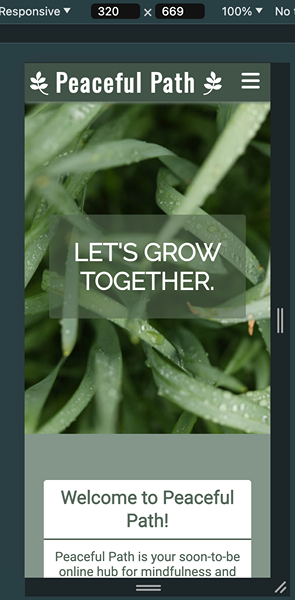 Responsive ▼ 320 × 669 100% ▼ No
Peaceful Path
LET'S GROW
TOGETHER.
Welcome to Peaceful
Path!
Peaceful Path is your soon-to-be
online hub for mindfulness and